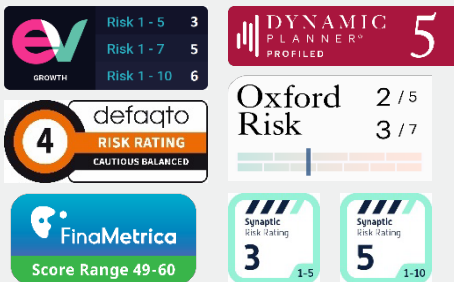 ev
GROWTH
Risk 1 - 5 3
Risk 1 - 7 5
Risk 1 - 10 6
DYNAMIC
PLANNER®
PROFILED
5
4
defaqto
RISK RATING
CAUTIOUS BALANCED
Oxford
Risk
2 / 5
3 / 7
FinaMetrica
Score Range 49-60
Synaptic
Risk Rating
3
1-5
Synaptic
Risk Rating
5
1-10